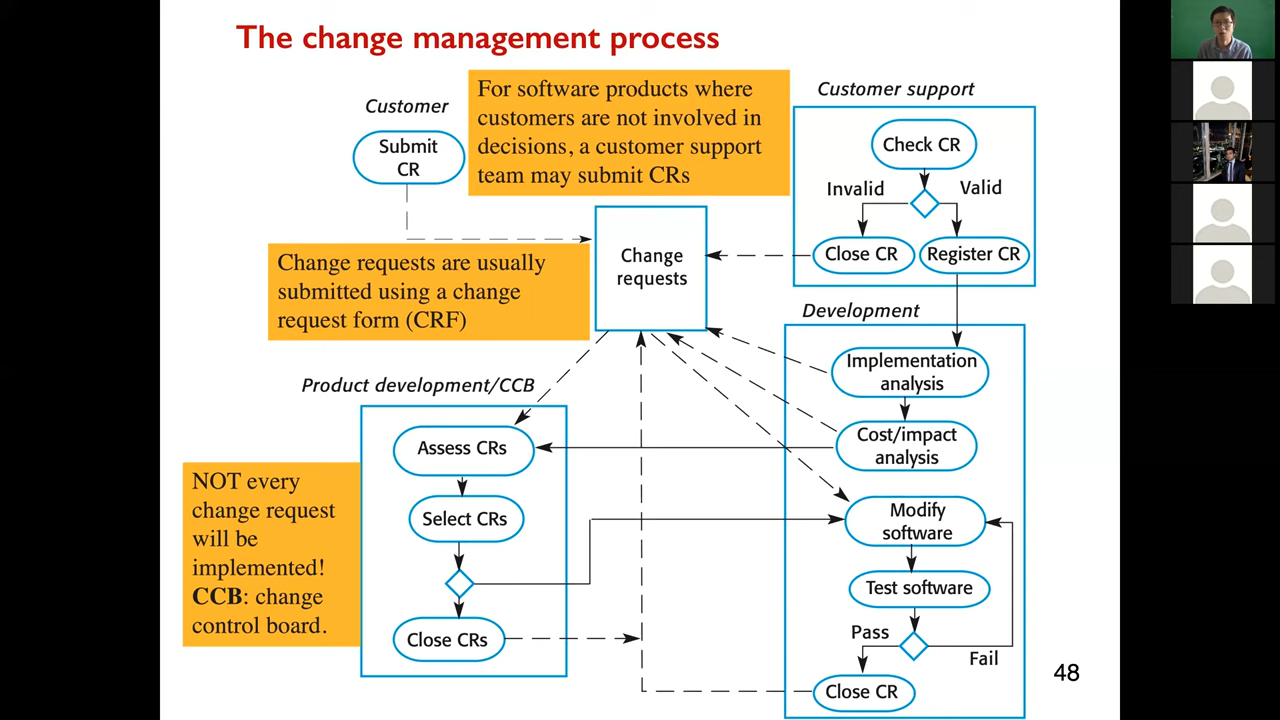 The change management process
Customer
Submit
CR
For software products where
customers are not involved in
decisions, a customer support
team may submit CRs
Customer support
Check CR
Invalid
Valid
Close CR
Register CR
Change requests are usually
submitted using a change
request form (CRF)
Change
requests
Development
Implementation
analysis
Cost/impact
analysis
Product development/CCB
Assess CRs
Select CRs
Close CRs
NOT every
change request
will be
implemented!
CCB: change
control board.
Modify
software
Test software
Pass
Fail
Close CR
48